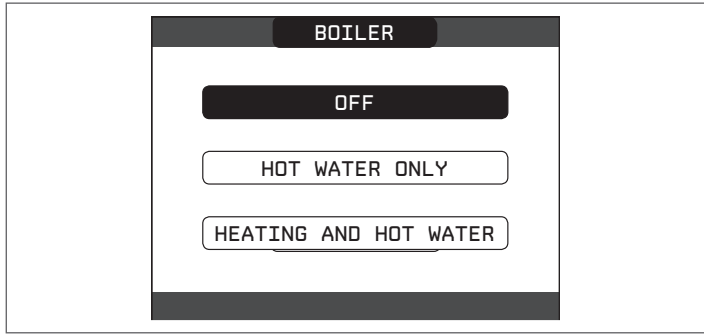 BOILER
OFF
HOT WATER ONLY
HEATING AND HOT WATER